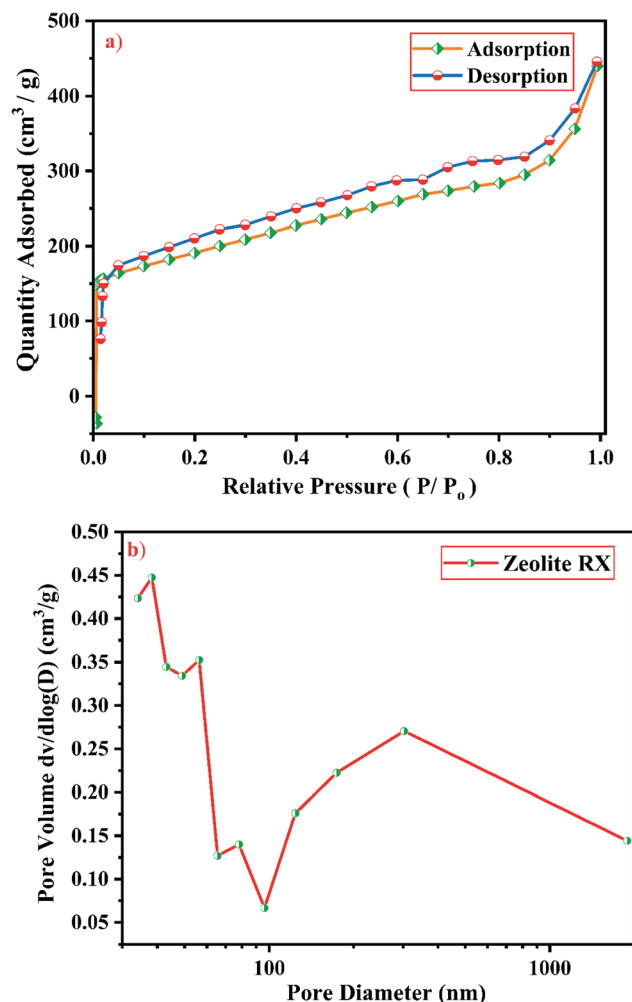 a)
Adsorption
Desorption
Quantity Adsorbed (cm³ / g)
500
400
300
200
100
0
0.0 0.2 0.4 0.6 0.8 1.0
Relative Pressure ( P/ Pₒ )
b)
Zeolite RX
Pore Volume dv/dlog(D) (cm³/g)
0.50
0.45
0.40
0.35
0.30
0.25
0.20
0.15
0.10
0.05
100 1000
Pore Diameter (nm)